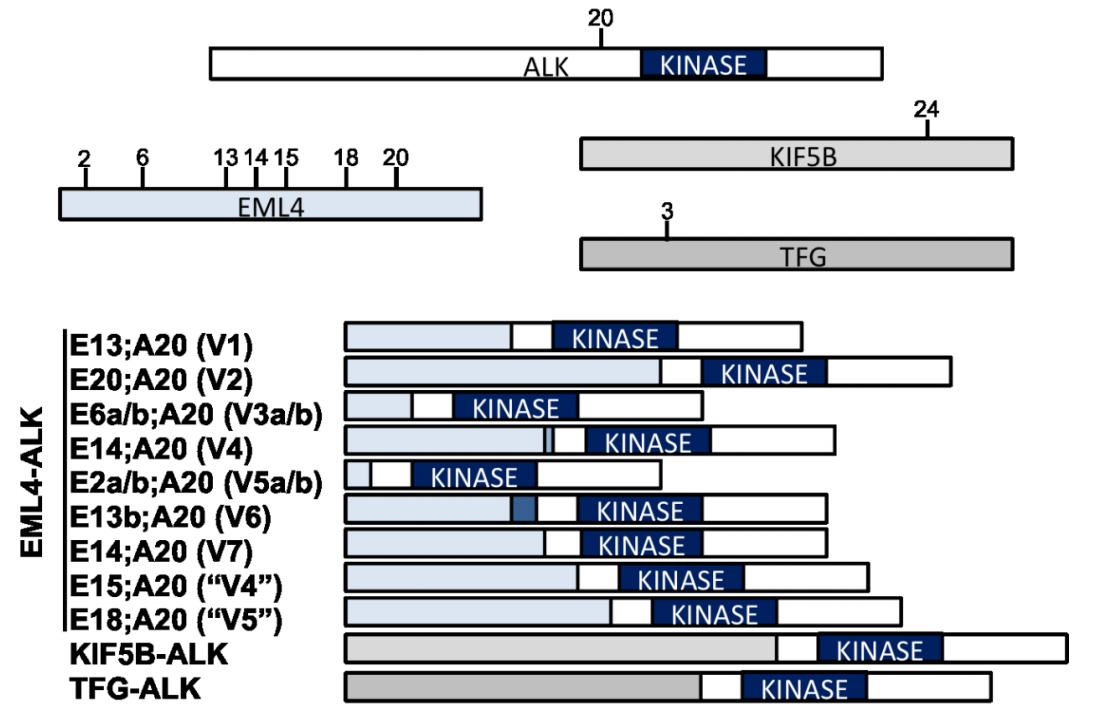 20
ALK KINASE
24
KIF5B
2 6 13 14 15 18 20
EML4
3
TFG
EML4-ALK
E13;A20 (V1) KINASE
E20;A20 (V2) KINASE
E6a/b;A20 (V3a/b) KINASE
E14;A20 (V4) KINASE
E2a/b;A20 (V5a/b) KINASE
E13b;A20 (V6) KINASE
E14;A20 (V7) KINASE
E15;A20 (“V4”) KINASE
E18;A20 (“V5”) KINASE
KIF5B-ALK KINASE
TFG-ALK KINASE